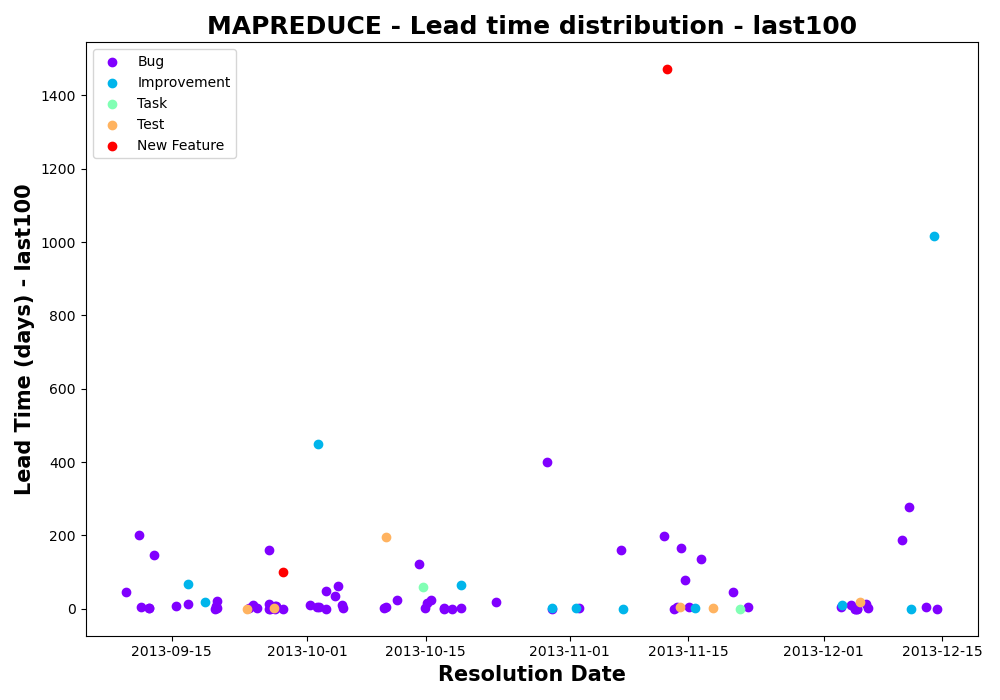 MAPREDUCE - Lead time distribution - last100
Bug
Improvement
Task
Test
New Feature
Lead Time (days) - last100
1400
1200
1000
800
600
400
200
0
2013-09-15
2013-10-01
2013-10-15
2013-11-01
2013-11-15
2013-12-01
2013-12-15
Resolution Date